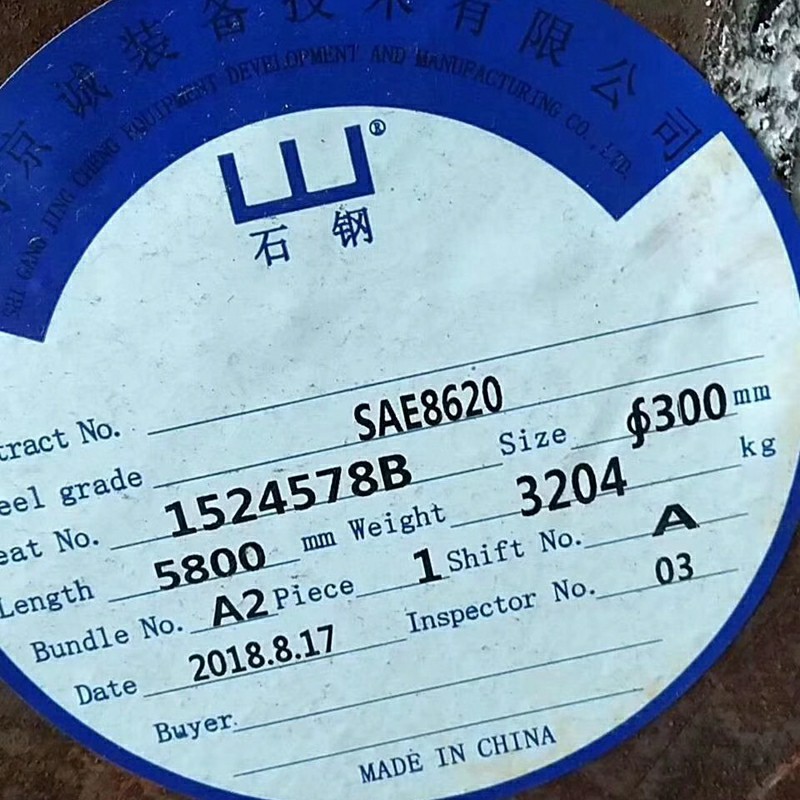 京诚装备技术有限公司
SHI GANG JING CHENG EQUIPMENT DEVELOPMENT AND MANUFACTURING CO.,LTD.
®
石钢
tract No.
eel grade SAE8620
eat No. 1524578B Size ϕ300 mm
Length 5800 mm Weight 3204 kg
Bundle No. A2 Piece 1 Shift No. A
Date 2018.8.17 Inspector No. 03
Buyer
MADE IN CHINA